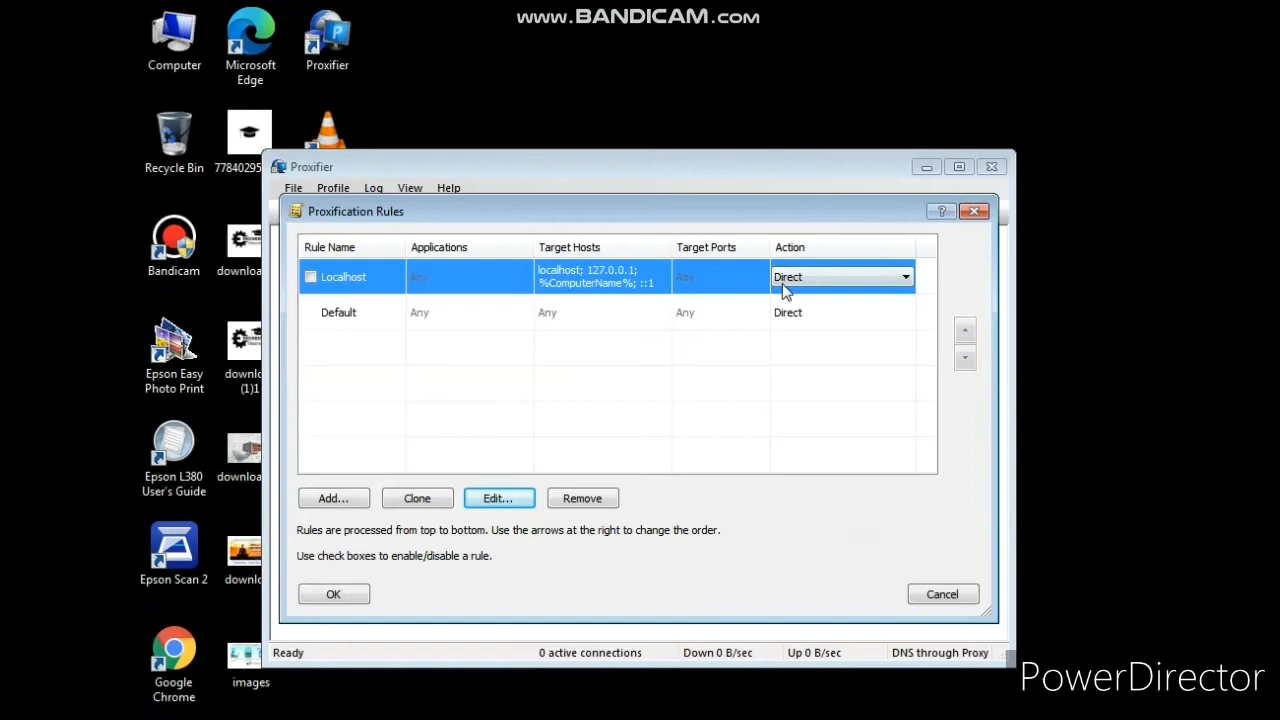 www.BANDICAM.com
Computer
Microsoft Edge
Proxifier
Recycle Bin
77840295
Bandicam
downloa
Epson Easy Photo Print
downlo (1)1
Epson L380 User's Guide
downloa
Epson Scan 2
downlo
Google Chrome
images
Proxifier
File Profile Log View Help
Proxification Rules
Rule Name Applications Target Hosts Target Ports Action
Localhost Any localhost; 127.0.0.1; %ComputerName%; ::1 Any Direct
Default Any Any Any Direct
Add... Clone Edit... Remove
Rules are processed from top to bottom. Use the arrows at the right to change the order.
Use check boxes to enable/disable a rule.
OK Cancel
Ready 0 active connections Down 0 B/sec Up 0 B/sec DNS through Proxy
PowerDirector